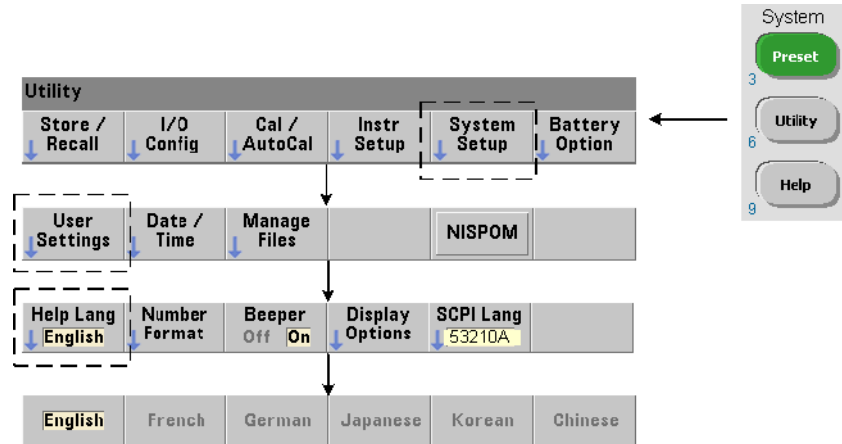 System
Preset
3
Utility
6
Help
9
Utility
Store / Recall
I/O Config
Cal / AutoCal
Instr Setup
System Setup
Battery Option
User Settings
Date / Time
Manage Files
NISPOM
Help Lang English
Number Format
Beeper Off On
Display Options
SCPI Lang 53210A
English French German Japanese Korean Chinese